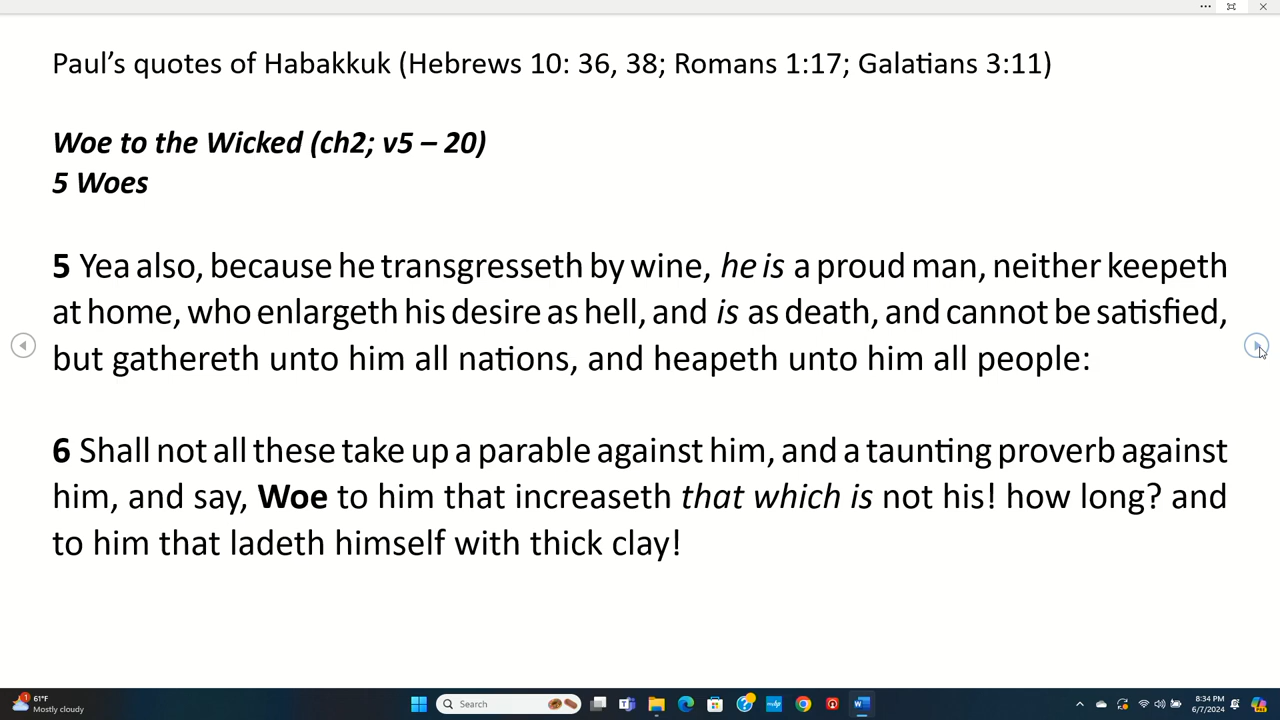 Paul’s quotes of Habakkuk (Hebrews 10: 36, 38; Romans 1:17; Galatians 3:11)
Woe to the Wicked (ch2; v5 – 20)
5 Woes
5 Yea also, because he transgresseth by wine, he is a proud man, neither keepeth
at home, who enlargeth his desire as hell, and is as death, and cannot be satisfied,
but gathereth unto him all nations, and heapeth unto him all people:
6 Shall not all these take up a parable against him, and a taunting proverb against
him, and say, Woe to him that increaseth that which is not his! how long? and
to him that ladeth himself with thick clay!
1
61°F
Mostly cloudy
Search
8:34 PM
6/7/2024